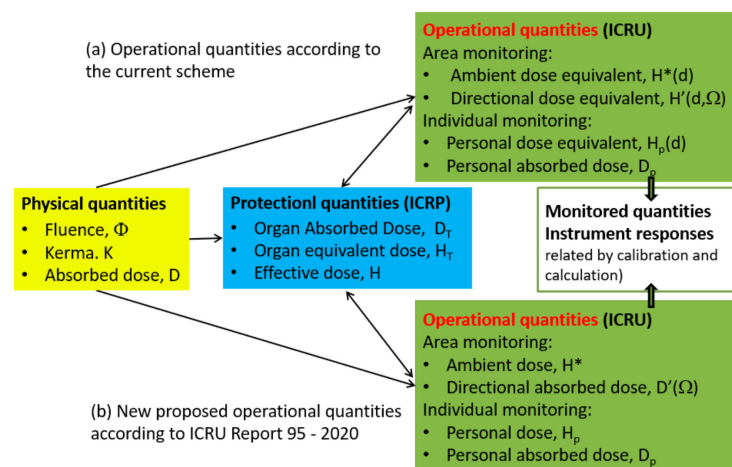 (a) Operational quantities according to
the current scheme
Operational quantities (ICRU)
Area monitoring:
• Ambient dose equivalent, H*(d)
• Directional dose equivalent, H'(d,Ω)
Individual monitoring:
• Personal dose equivalent, Hp(d)
• Personal absorbed dose, Dp
Physical quantities
• Fluence, Φ
• Kerma. K
• Absorbed dose, D
Protectionl quantities (ICRP)
• Organ Absorbed Dose, DT
• Organ equivalent dose, HT
• Effective dose, H
Monitored quantities
Instrument responses
related by calibration and
calculation)
Operational quantities (ICRU)
Area monitoring:
• Ambient dose, H*
• Directional absorbed dose, D'(Ω)
Individual monitoring:
• Personal dose, Hp
• Personal absorbed dose, Dp
(b) New proposed operational quantities
according to ICRU Report 95 - 2020